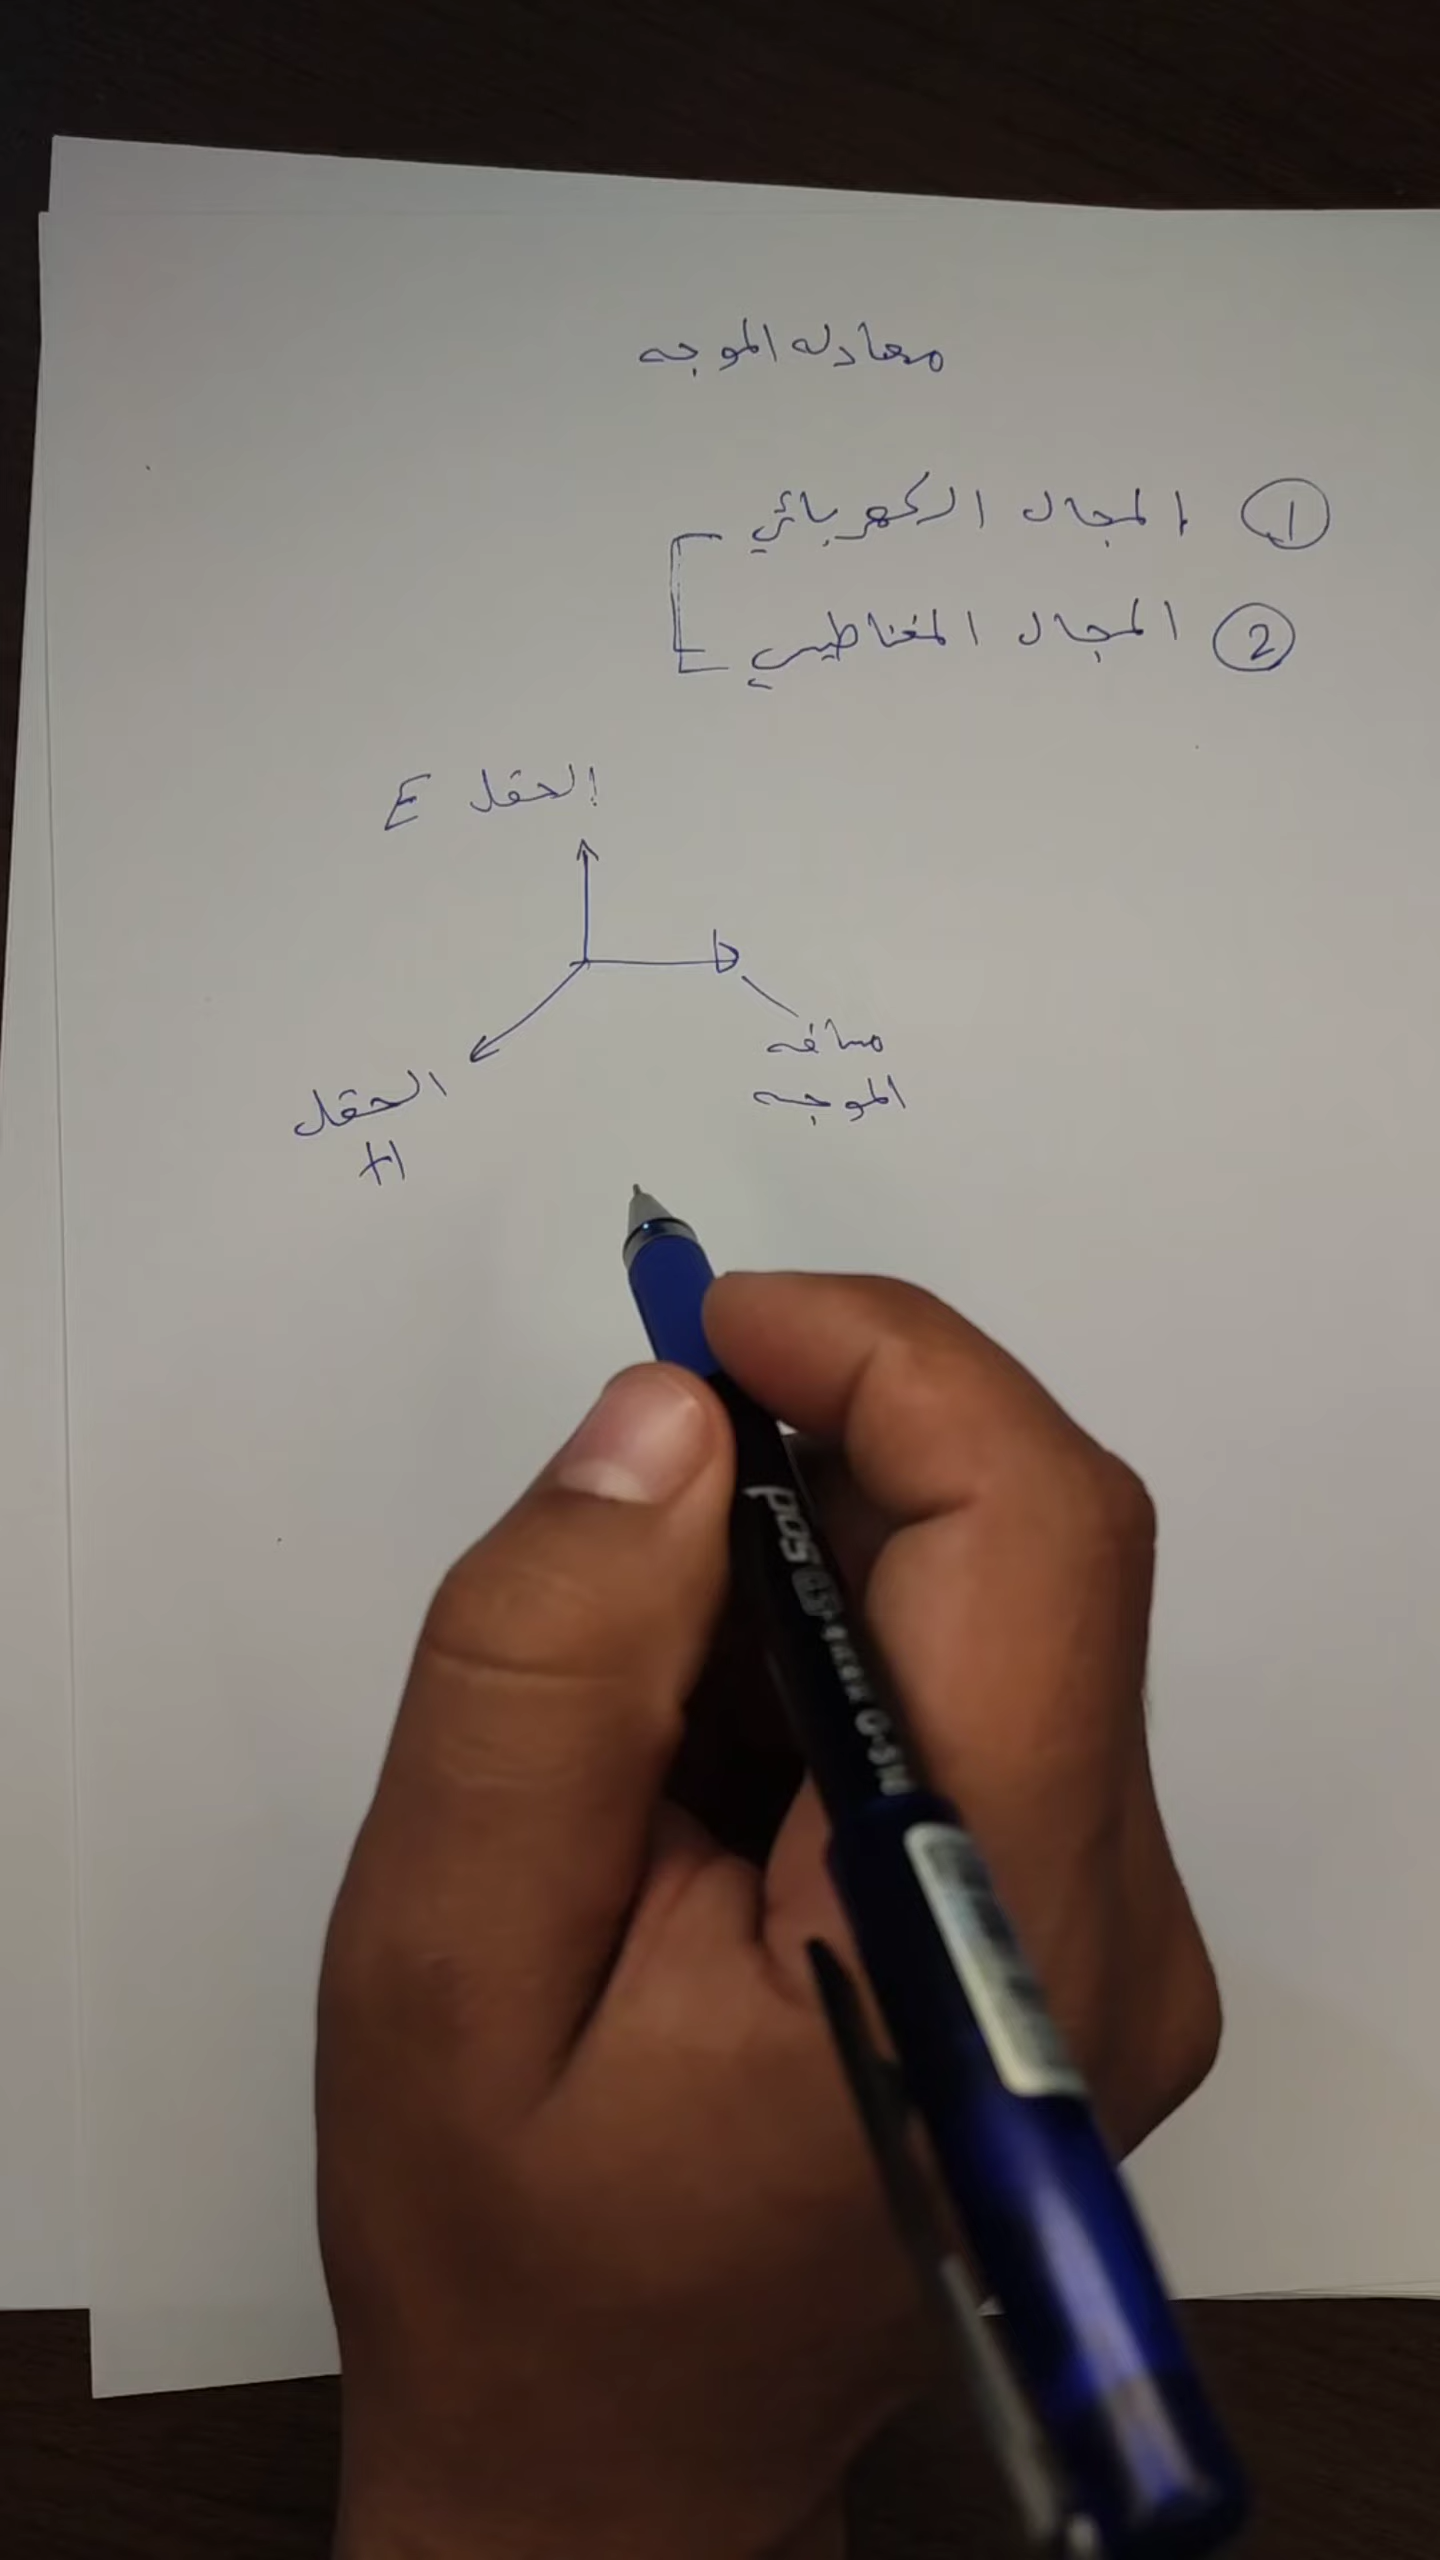 معادله الموجه
① المجال الكهربائي
② المجال المغناطيسي
الحقل E
مسافه
الموجه
الحقل
H